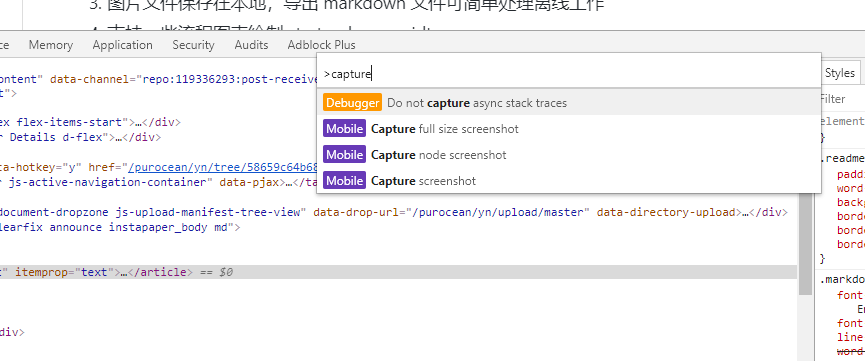 3. 图片文件保存在本地，导出 markdown 文件可简单处理离线工作
ce Memory Application Security Audits Adblock Plus
>capture
Debugger Do not capture async stack traces
Mobile Capture full size screenshot
Mobile Capture node screenshot
Mobile Capture screenshot
ontent" data-channel="repo:119336293:post-receive
t">
ex flex-items-start">…</div>
r Details d-flex">…</div>
ta-hotkey="y" href="/purocean/yn/tree/58659c64b68
r js-active-navigation-container" data-pjax>…</ta
document-dropzone js-upload-manifest-tree-view" data-drop-url="/purocean/yn/upload/master" data-directory-upload>…</div>
learfix announce instapaper_body md">
t" itemprop="text">…</article> == $0
div>
Styles
Filter
element
}
.readme
padd
word
back
bord
bord
bord
}
.markdo
font
En
font
line
word